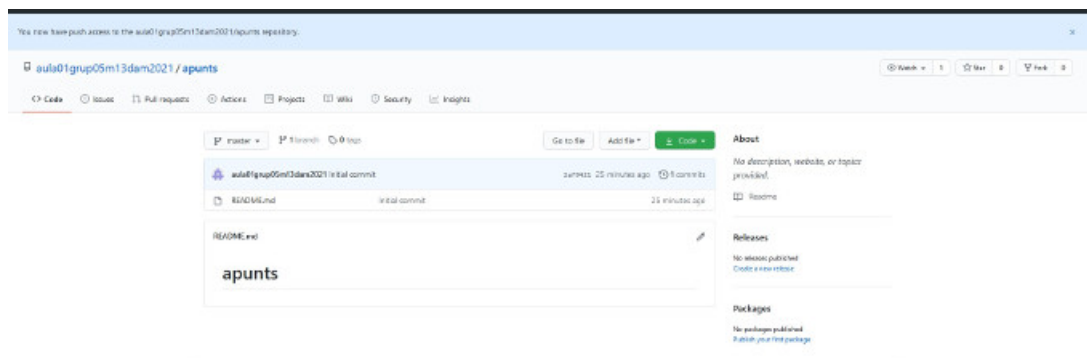 You now have push access to the aula01grup05m13dam2021/apunts repository.
aula01grup05m13dam2021 / apunts
Watch 1 Star 0 Fork 0
Code Issues Pull requests Actions Projects Wiki Security Insights
master 1 branch 0 tags Go to file Add file Code
aula01grup05m13dam2021 Initial commit 25 minutes ago 1 commits
README.md Initial commit 25 minutes ago
README.md
apunts
About
No description, website, or topics
provided.
Readme
Releases
No releases published
Create a new release
Packages
No packages published
Publish your first package